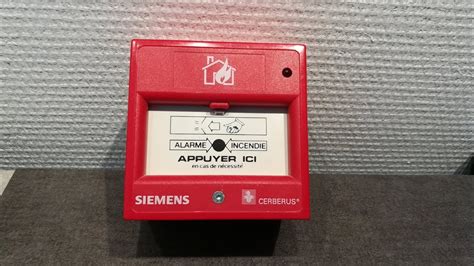 ALARME INCENDIE
APPUYER ICI
en cas de nécessité
SIEMENS CERBERUS®